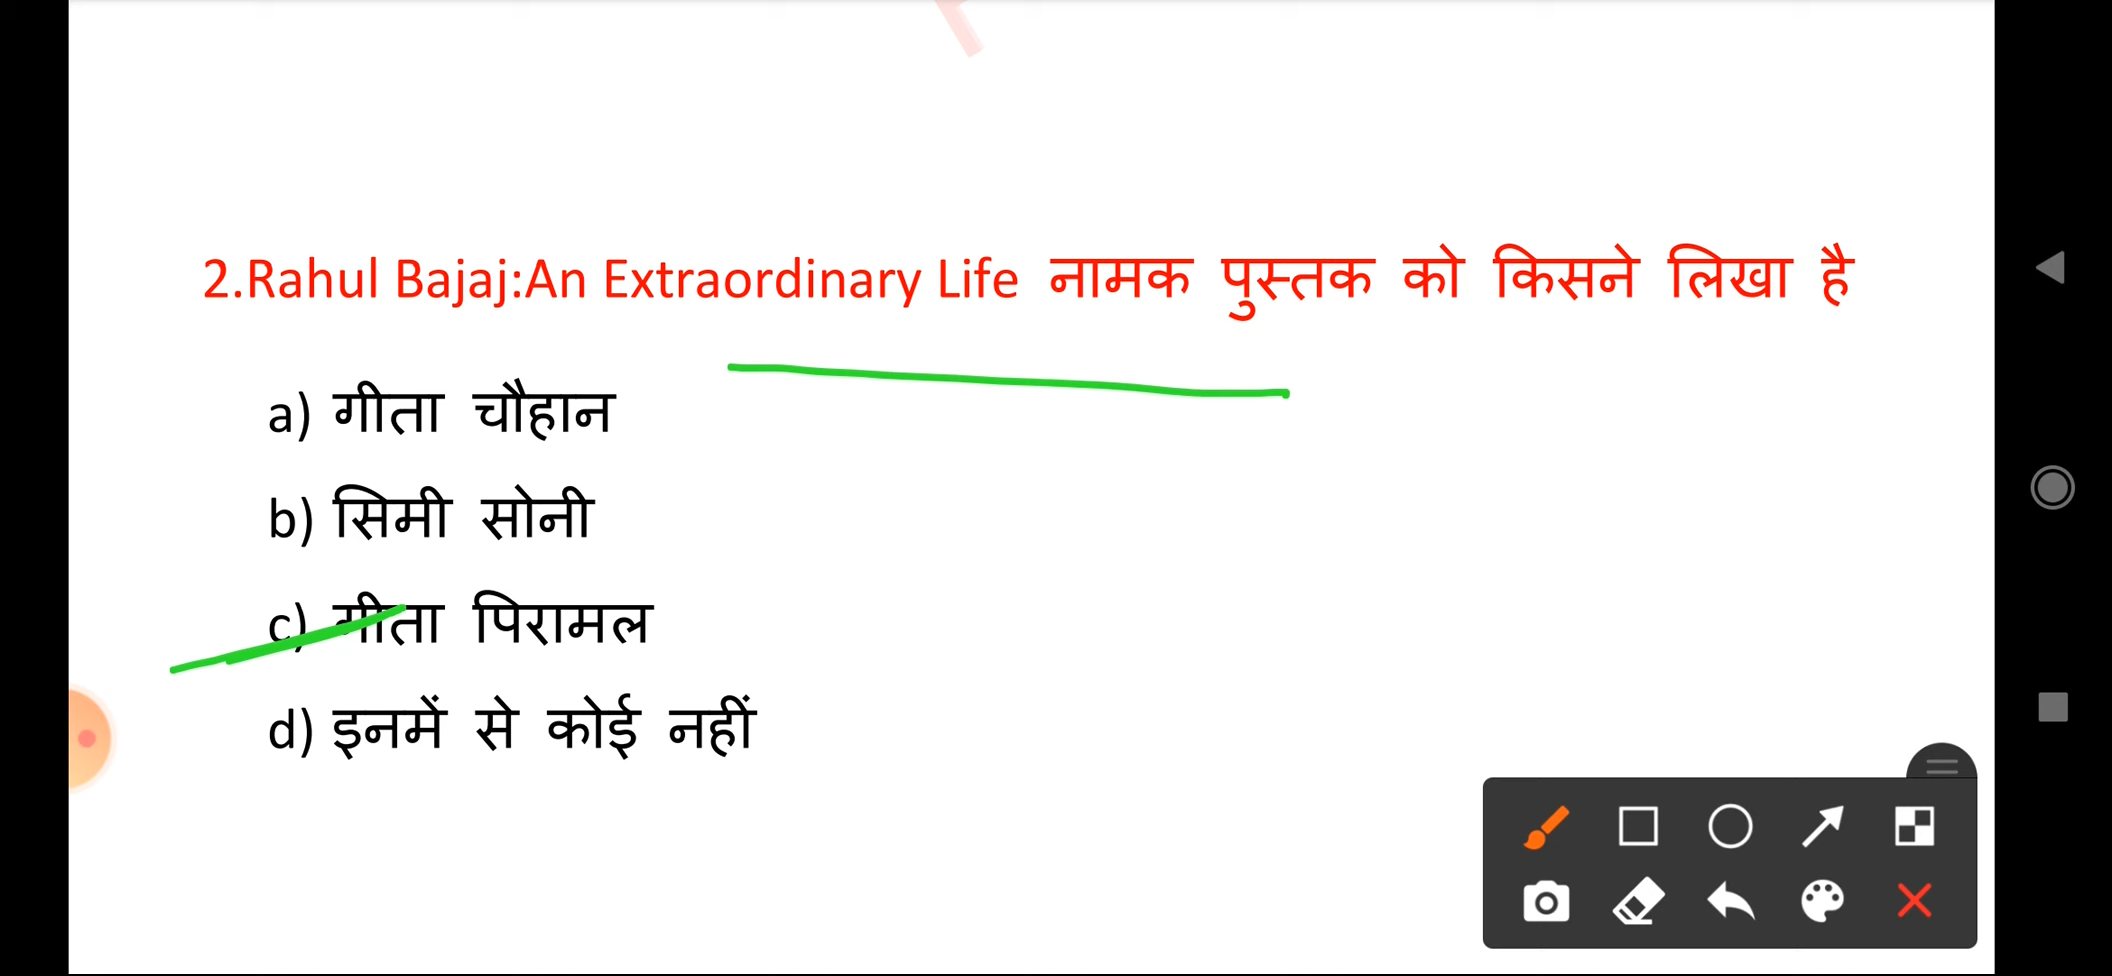 2.Rahul Bajaj:An Extraordinary Life नामक पुस्तक को किसने लिखा है
a) गीता चौहान
b) सिमी सोनी
c) गीता पिरामल
d) इनमें से कोई नहीं